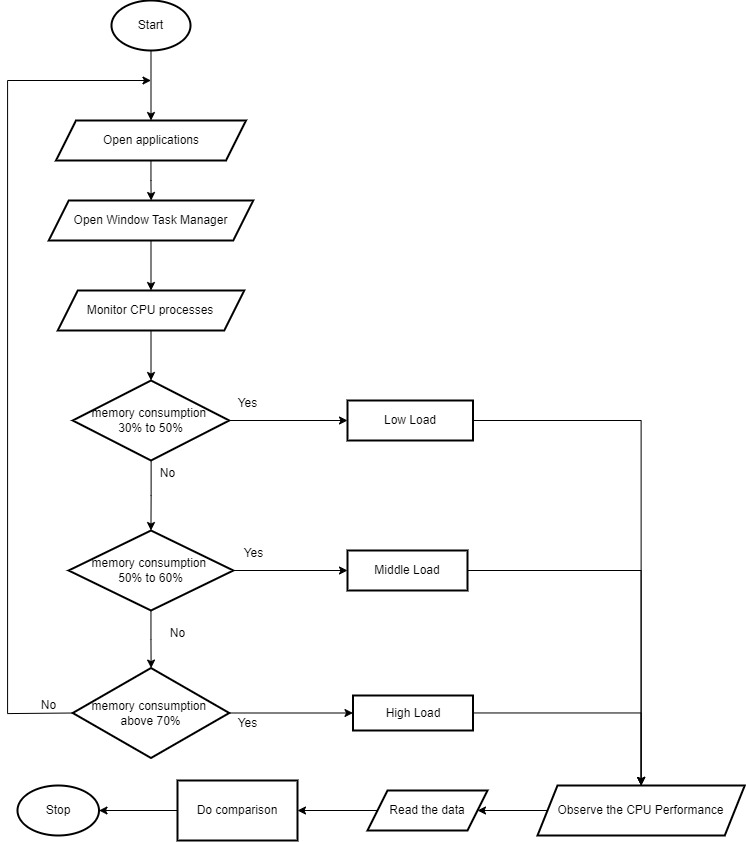 Start
Open applications
Open Window Task Manager
Monitor CPU processes
memory consumption
30% to 50%
Yes
Low Load
No
memory consumption
50% to 60%
Yes
Middle Load
No
memory consumption
above 70%
No
Yes
High Load
Stop
Do comparison
Read the data
Observe the CPU Performance